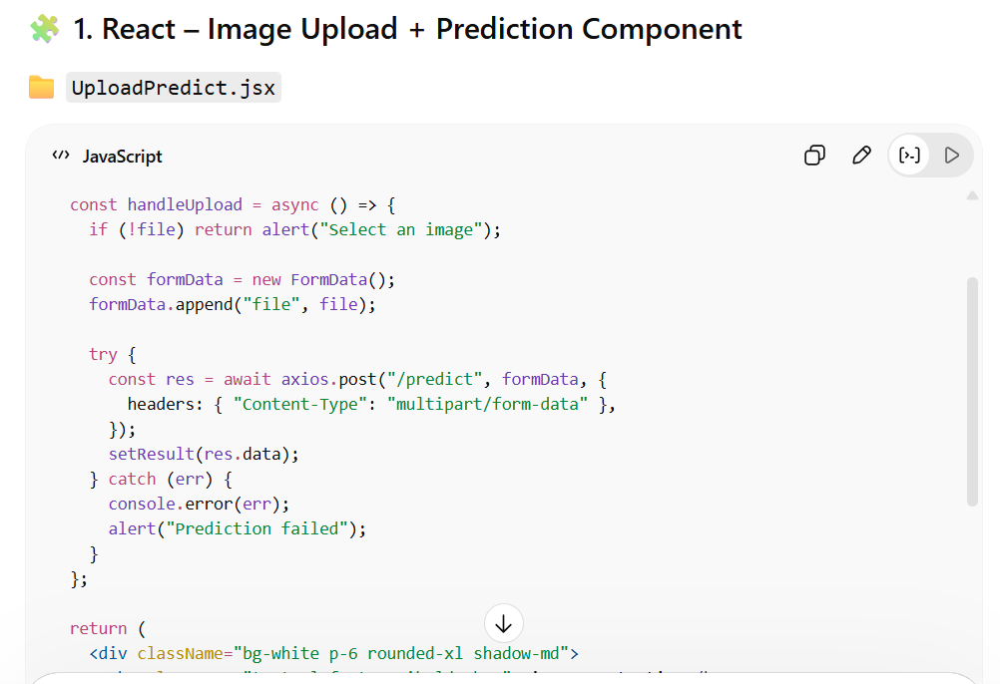 1. React – Image Upload + Prediction Component
UploadPredict.jsx
JavaScript
const handleUpload = async () => {
if (!file) return alert("Select an image");
const formData = new FormData();
formData.append("file", file);
try {
const res = await axios.post("/predict", formData, {
headers: { "Content-Type": "multipart/form-data" },
});
setResult(res.data);
} catch (err) {
console.error(err);
alert("Prediction failed");
}
};
return (
<div className="bg-white p-6 rounded-xl shadow-md">